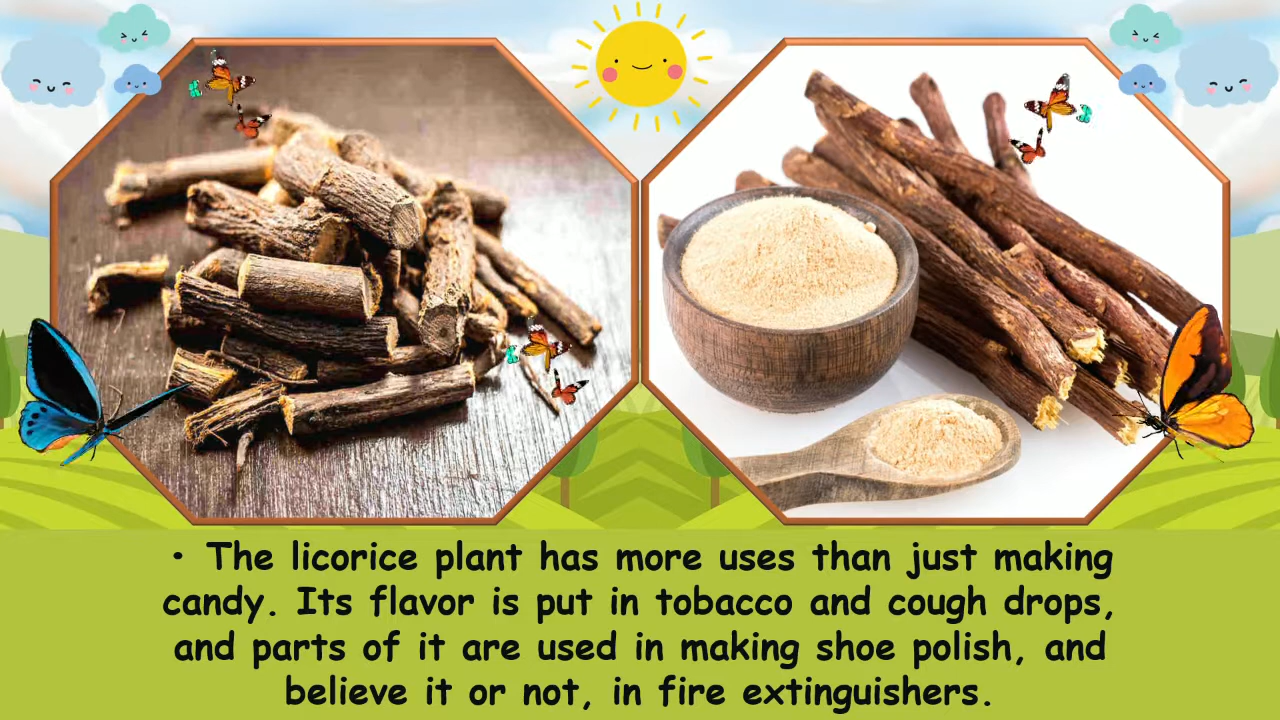 • The licorice plant has more uses than just making
candy. Its flavor is put in tobacco and cough drops,
and parts of it are used in making shoe polish, and
believe it or not, in fire extinguishers.